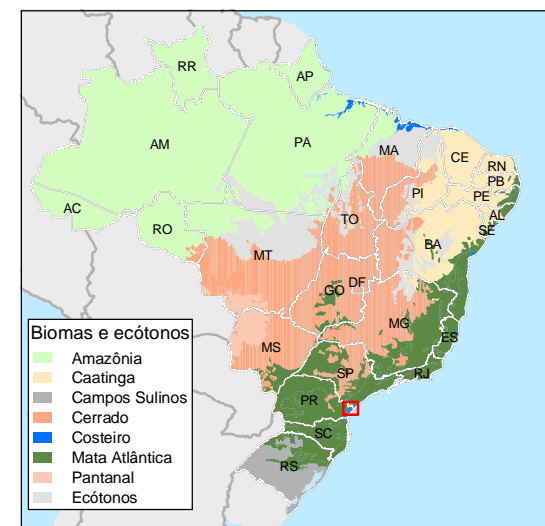 RR
AP
AM
PA
MA
CE
RN
PB
PI
PE
AL
AC
SE
TO
RO
BA
MT
DF
GO
MG
ES
MS
SP
RJ
PR
SC
RS
Biomas e ecótonos
Amazônia
Caatinga
Campos Sulinos
Cerrado
Costeiro
Mata Atlântica
Pantanal
Ecótonos